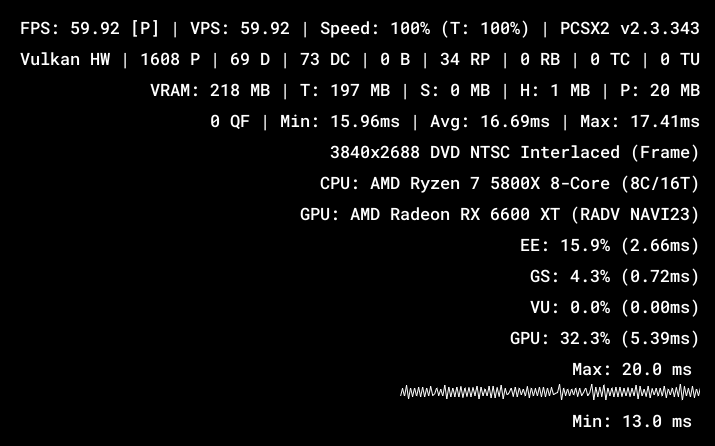 FPS: 59.92 [P] | VPS: 59.92 | Speed: 100% (T: 100%) | PCSX2 v2.3.343
Vulkan HW | 1608 P | 69 D | 73 DC | 0 B | 34 RP | 0 RB | 0 TC | 0 TU
VRAM: 218 MB | T: 197 MB | S: 0 MB | H: 1 MB | P: 20 MB
0 QF | Min: 15.96ms | Avg: 16.69ms | Max: 17.41ms
3840x2688 DVD NTSC Interlaced (Frame)
CPU: AMD Ryzen 7 5800X 8-Core (8C/16T)
GPU: AMD Radeon RX 6600 XT (RADV NAVI23)
EE: 15.9% (2.66ms)
GS: 4.3% (0.72ms)
VU: 0.0% (0.00ms)
GPU: 32.3% (5.39ms)
Max: 20.0 ms
Min: 13.0 ms